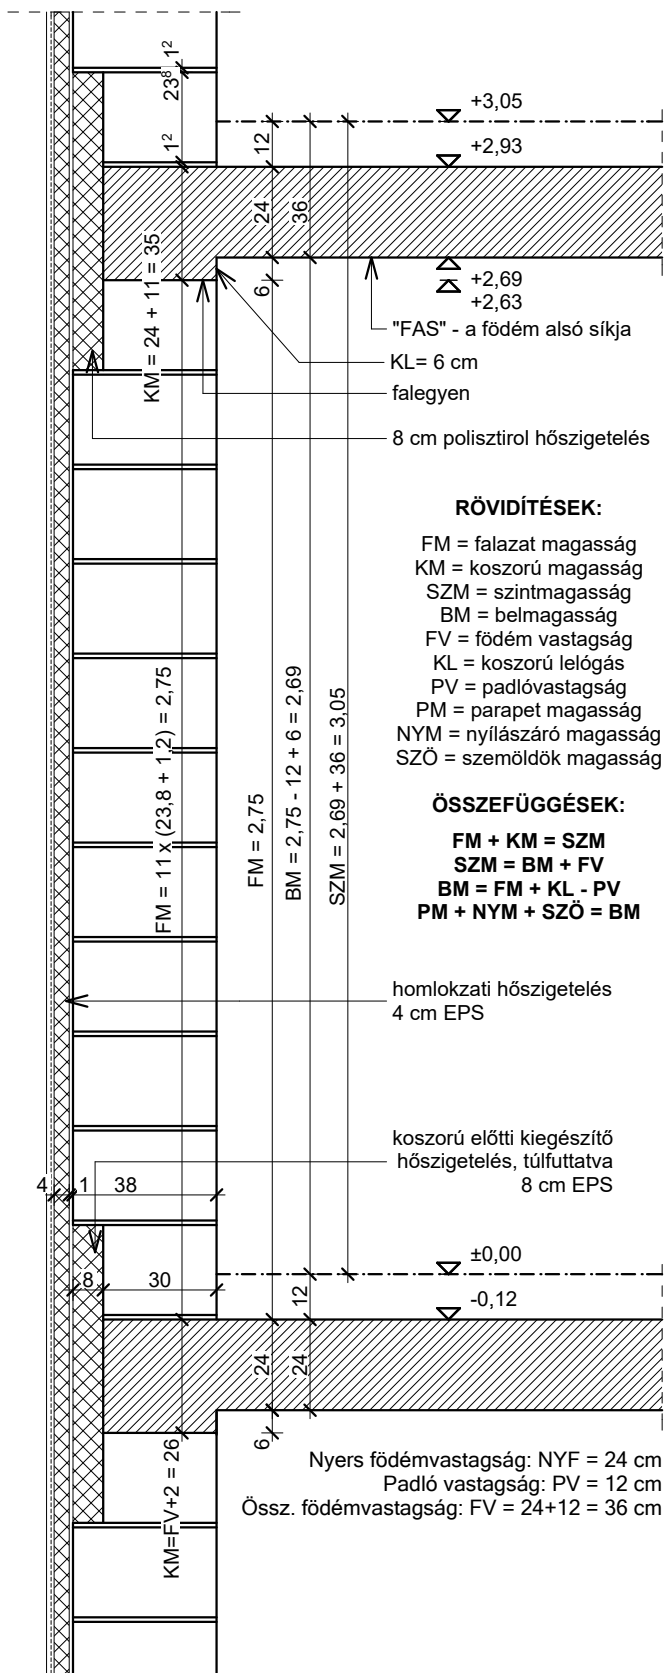 1²
23⁸
1²
KM = 24 + 11 = 35
12
24
36
6
+3,05
+2,93
+2,69
+2,63
"FAS" - a födém alsó síkja
KL= 6 cm
falegyen
8 cm polisztirol hőszigetelés
RÖVIDÍTÉSEK:
FM = falazat magasság
KM = koszorú magasság
SZM = szintmagasság
BM = belmagasság
FV = födém vastagság
KL = koszorú lelógás
PV = padlóvastagság
PM = parapet magasság
NYM = nyílászáró magasság
SZÖ = szemöldök magasság
ÖSSZEFÜGGÉSEK:
FM + KM = SZM
SZM = BM + FV
BM = FM + KL - PV
PM + NYM + SZÖ = BM
FM = 11 x (23,8 + 1,2) = 2,75
FM = 2,75
BM = 2,75 - 12 + 6 = 2,69
SZM = 2,69 + 36 = 3,05
homlokzati hőszigetelés
4 cm EPS
koszorú előtti kiegészítő
hőszigetelés, túlfuttatva
8 cm EPS
4
1
38
8
30
±0,00
-0,12
12
24
24
6
KM=FV+2 = 26
Nyers födémvastagság: NYF = 24 cm
Padló vastagság: PV = 12 cm
Össz. födémvastagság: FV = 24+12 = 36 cm